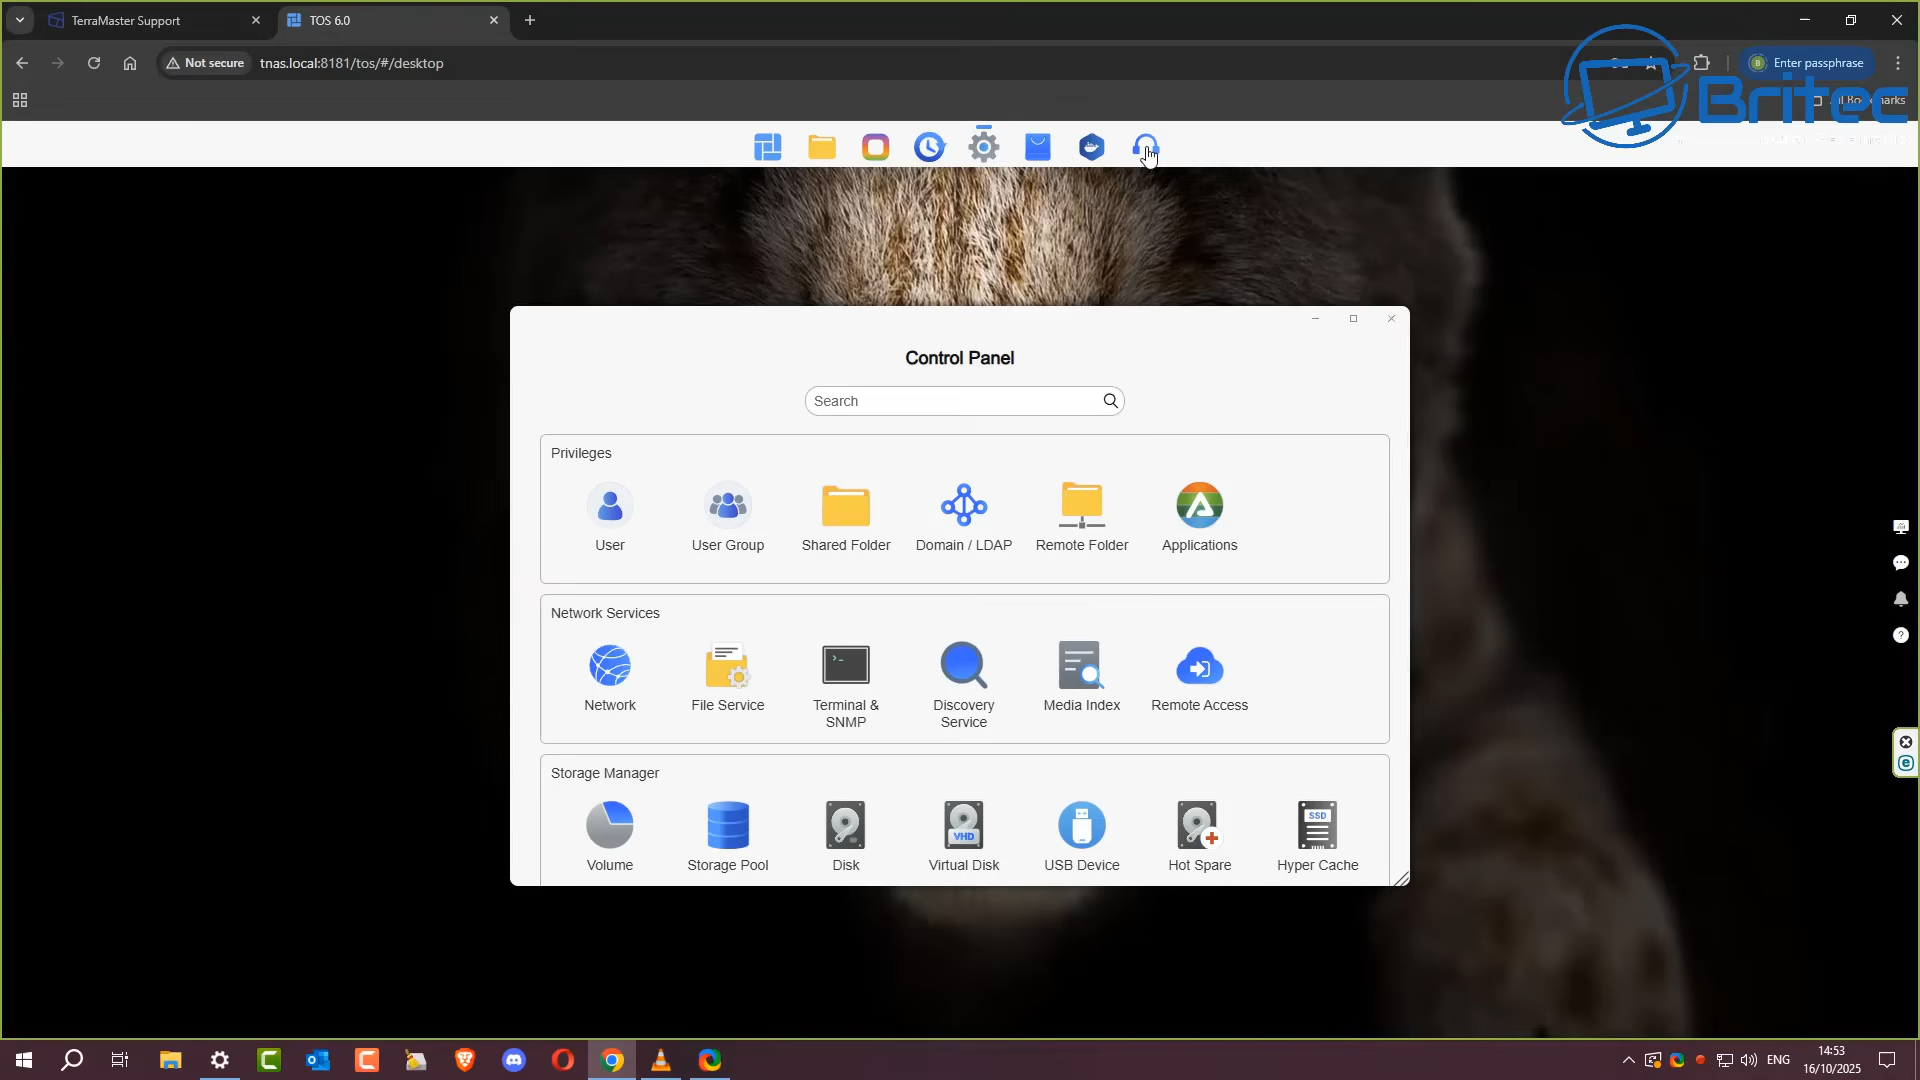 TerraMaster Support
TOS 6.0
Not secure
tnas.local:8181/tos/#/desktop
B
Enter passphrase
All Bookmarks
Britec
Control Panel
Search
Privileges
User
User Group
Shared Folder
Domain / LDAP
Remote Folder
Applications
Network Services
Network
File Service
Terminal &
SNMP
Discovery
Service
Media Index
Remote Access
Storage Manager
VHD
SSD
Volume
Storage Pool
Disk
Virtual Disk
USB Device
Hot Spare
Hyper Cache
ENG
14:53
16/10/2025